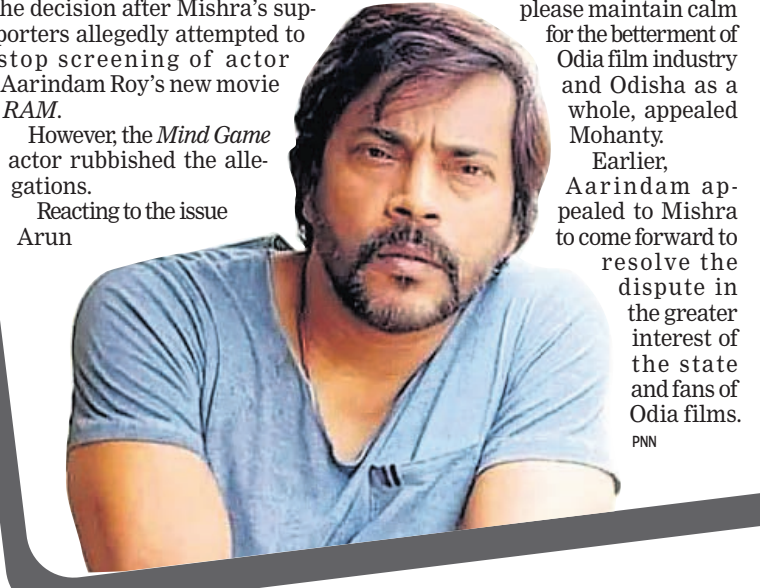 he decision after Mishra's sup-
porters allegedly attempted to
stop screening of actor
Aarindam Roy's new movie
RAM.
However, the Mind Game
actor rubbished the alle-
gations.
Reacting to the issue
Arun
please maintain calm
for the betterment of
Odia film industry
and Odisha as a
whole, appealed
Mohanty.
Earlier,
Aarindam ap-
pealed to Mishra
to come forward to
resolve the
dispute in
the greater
interest of
the state
and fans of
Odia films.
PNN